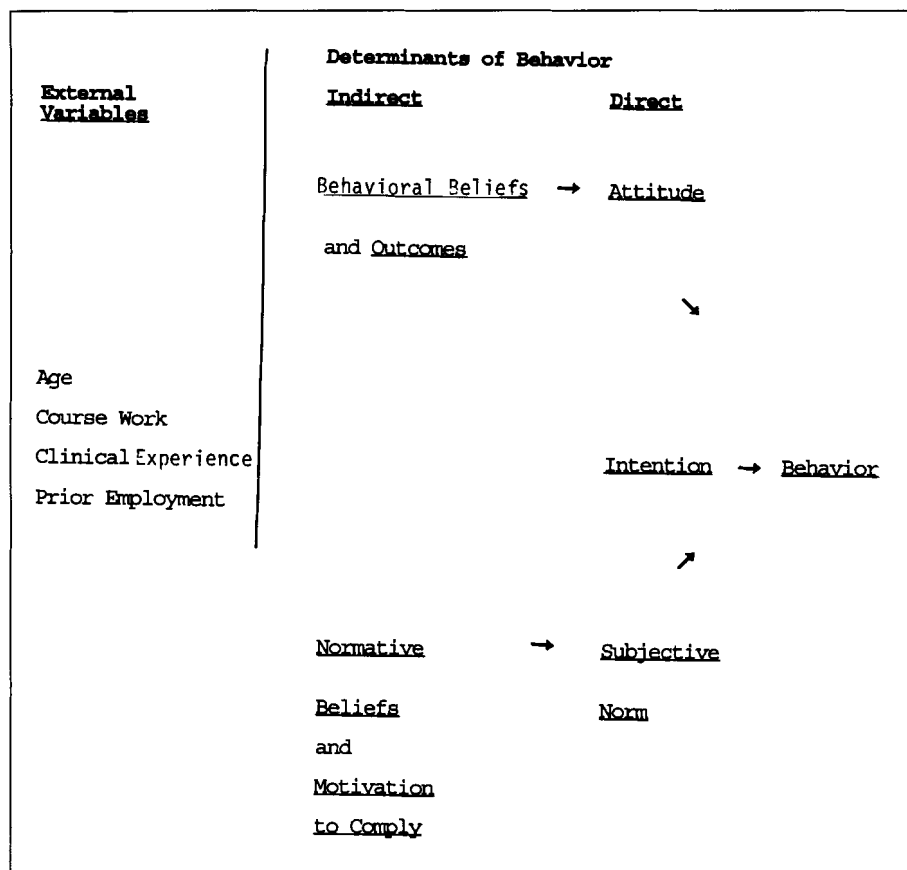 Determinants of Behavior
External
Variables
Indirect
Direct
Behavioral Beliefs → Attitude
and Outcomes
↘
Age
Course Work
Clinical Experience
Prior Employment
Intention → Behavior
↗
Normative → Subjective
Beliefs
Norm
and
Motivation
to Comply